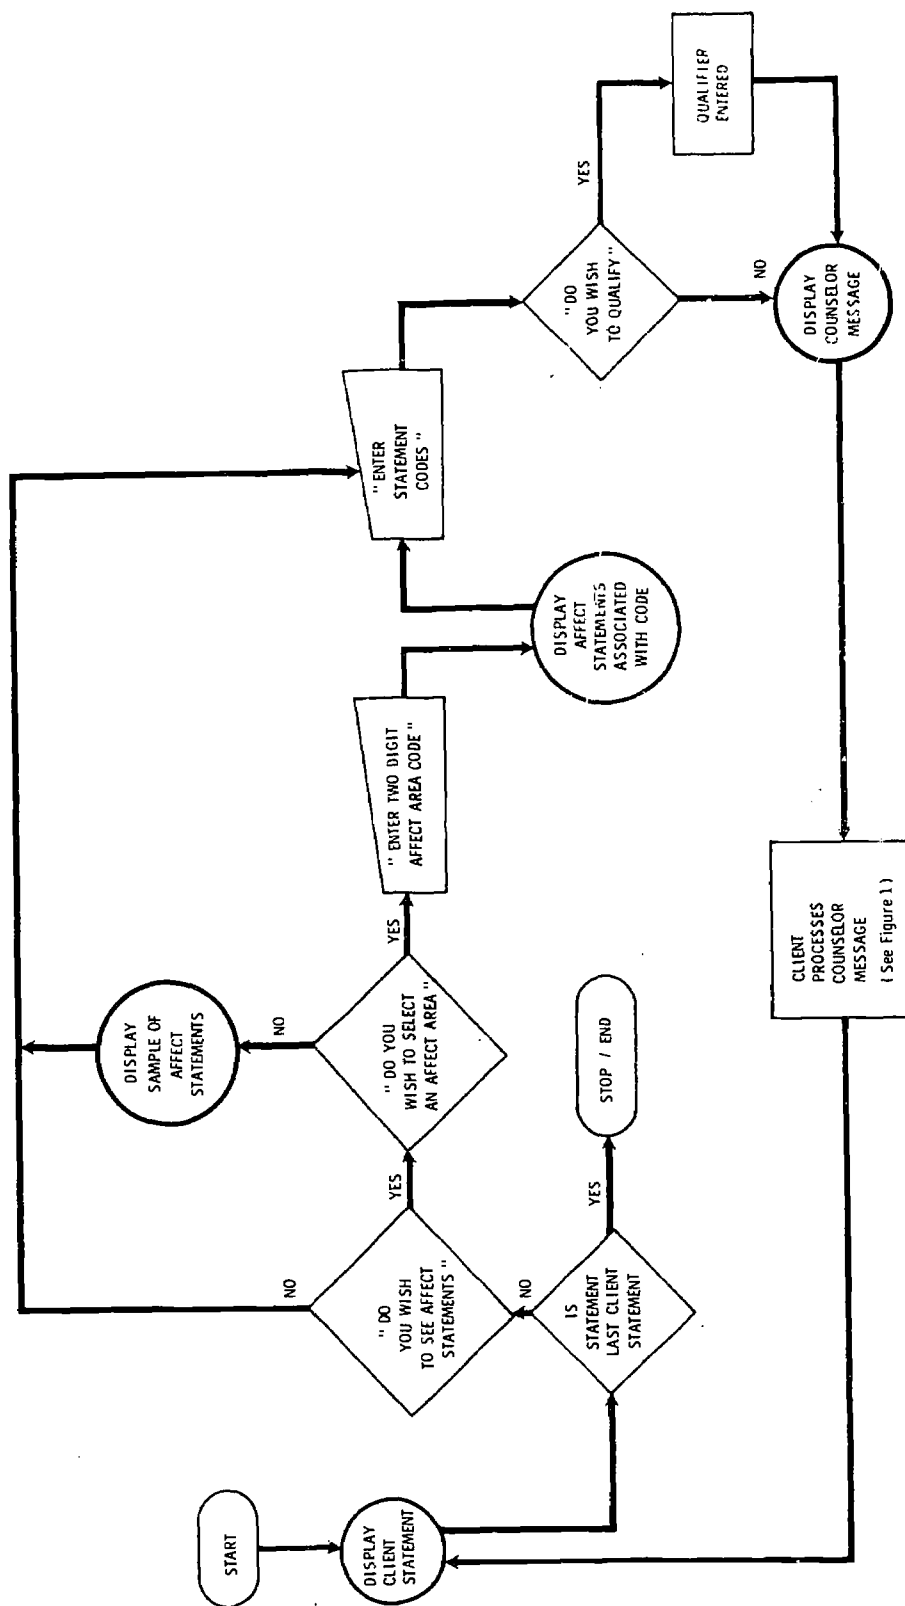 START
DISPLAY
CLIENT
STATEMENT
IS
STATEMENT
LAST CLIENT
STATEMENT
YES
STOP / END
NO
" DO
YOU WISH
TO SEE AFFECT
STATEMENTS "
NO
YES
" DO YOU
WISH TO SELECT
AN AFFECT AREA "
NO
DISPLAY
SAMPLE OF
AFFECT
STATEMENTS
YES
" ENTER TWO DIGIT
AFFECT AREA CODE "
DISPLAY
AFFECT
STATEMENTS
ASSOCIATED
WITH CODE
" ENTER
STATEMENT
CODES "
"DO
YOU WISH
TO QUALIFY "
YES
QUALIFIER
ENTERED
NO
DISPLAY
COUNSELOR
MESSAGE
CLIENT
PROCESSES
COUNSELOR
MESSAGE
( See Figure 1 )